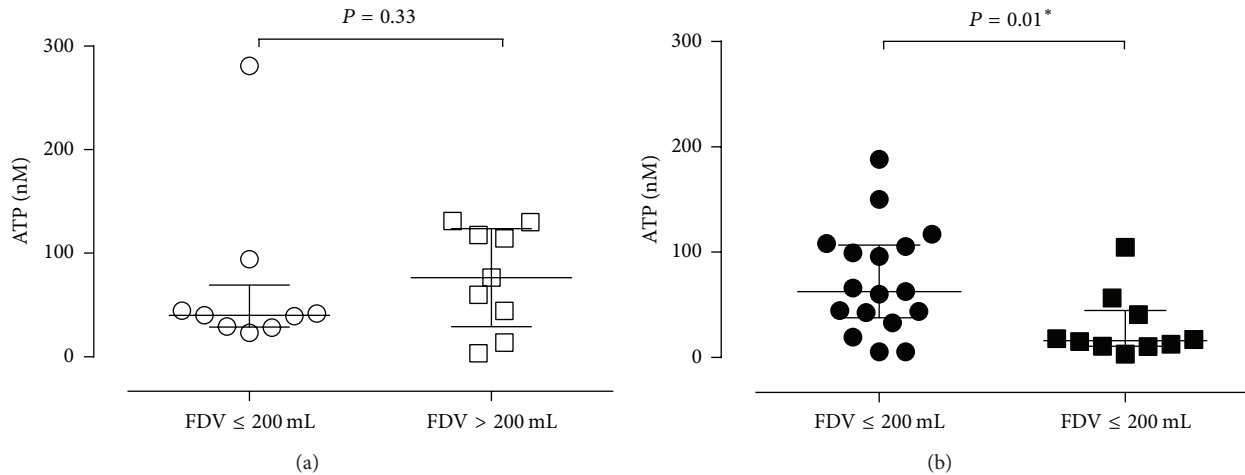 P = 0.33
300
200
100
0
ATP (nM)
FDV ≤ 200 mL
FDV > 200 mL
(a)
P = 0.01*
300
200
100
0
ATP (nM)
FDV ≤ 200 mL
FDV ≤ 200 mL
(b)